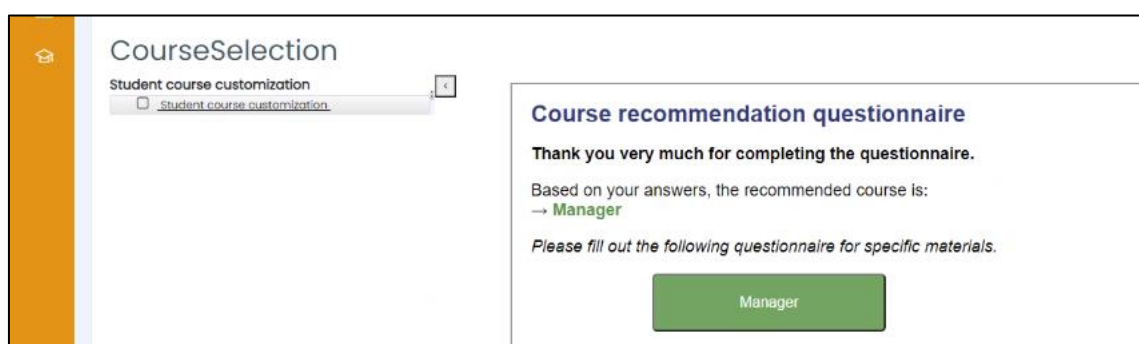 CourseSelection
Student course customization
Student course customization
Course recommendation questionnaire
Thank you very much for completing the questionnaire.
Based on your answers, the recommended course is:
→ Manager
Please fill out the following questionnaire for specific materials.
Manager